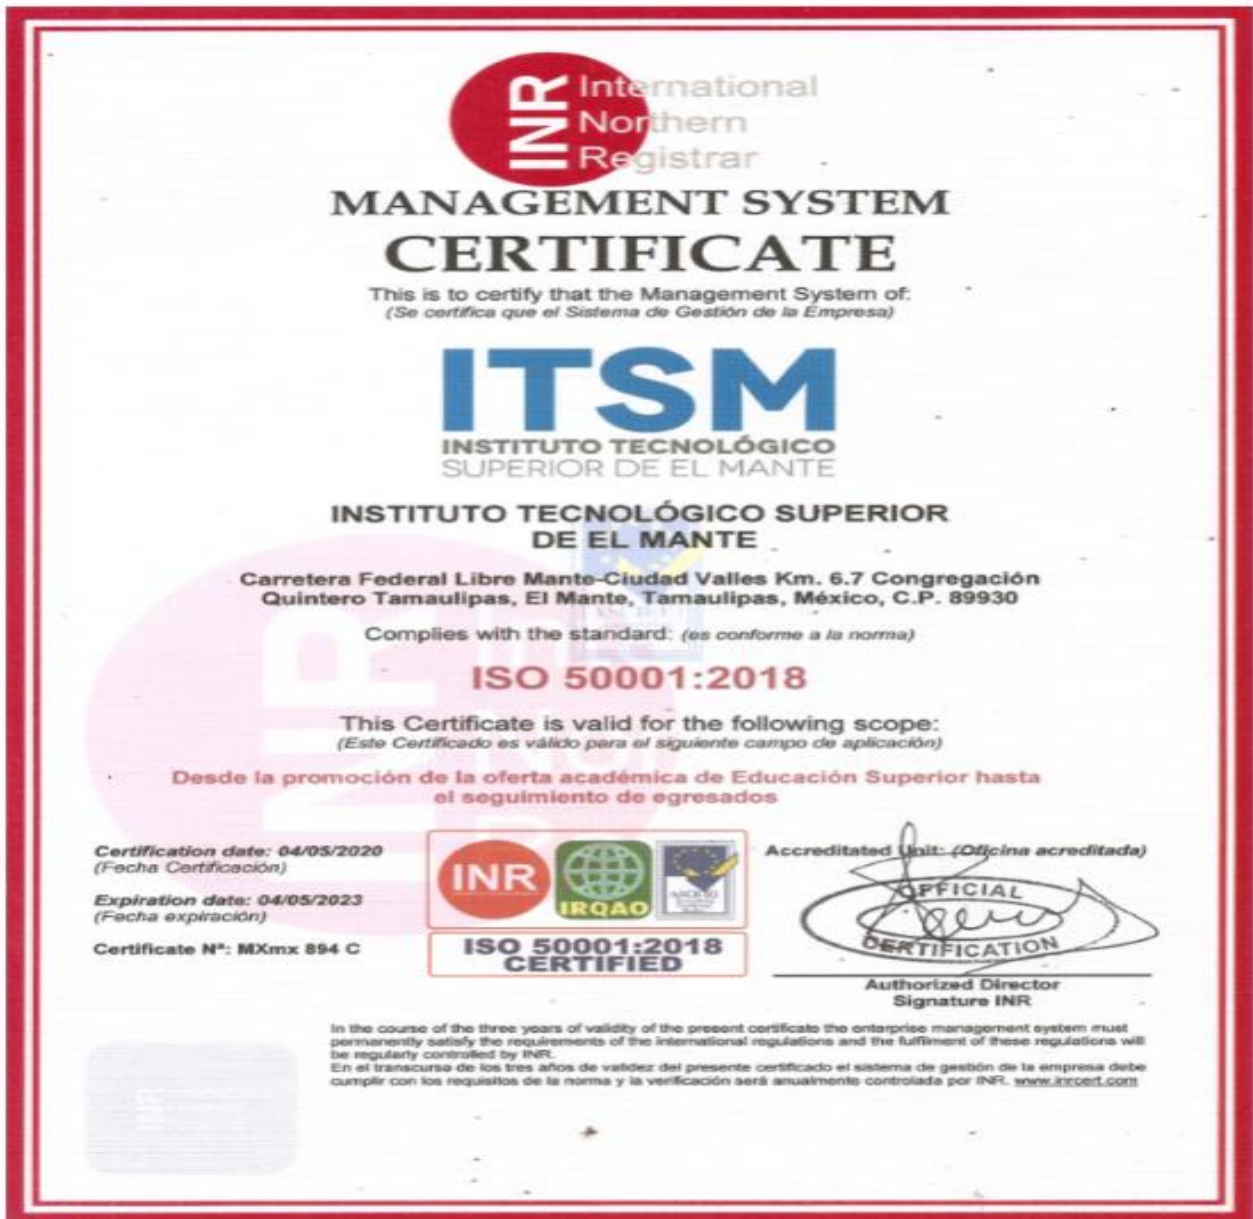 INR International
Northern
Registrar
MANAGEMENT SYSTEM
CERTIFICATE
This is to certify that the Management System of:
(Se certifica que el Sistema de Gestión de la Empresa)
ITSM
INSTITUTO TECNOLÓGICO
SUPERIOR DE EL MANTE
INSTITUTO TECNOLÓGICO SUPERIOR
DE EL MANTE
Carretera Federal Libre Mante-Ciudad Valles Km. 6.7 Congregación
Quintero Tamaulipas, El Mante, Tamaulipas, México, C.P. 89930
Complies with the standard: (es conforme a la norma)
ISO 50001:2018
This Certificate is valid for the following scope:
(Este Certificado es válido para el siguiente campo de aplicación)
Desde la promoción de la oferta académica de Educación Superior hasta
el seguimiento de egresados
Certification date: 04/05/2020
(Fecha Certificación)
Expiration date: 04/05/2023
(Fecha expiración)
Certificate Nº: MXmx 894 C
INR
IRQAO
ISO 50001:2018
CERTIFIED
Accreditated Unit: (Oficina acreditada)
OFFICIAL
CERTIFICATION
Authorized Director
Signature INR
In the course of the three years of validity of the present certificate the enterprise management system must
permanently satisfy the requirements of the international regulations and the fulfilment of these regulations will
be regularly controlled by INR.
En el transcurso de los tres años de validez del presente certificado el sistema de gestión de la empresa debe
cumplir con los requisitos de la norma y la verificación será anualmente controlada por INR. www.inrcert.com
INR